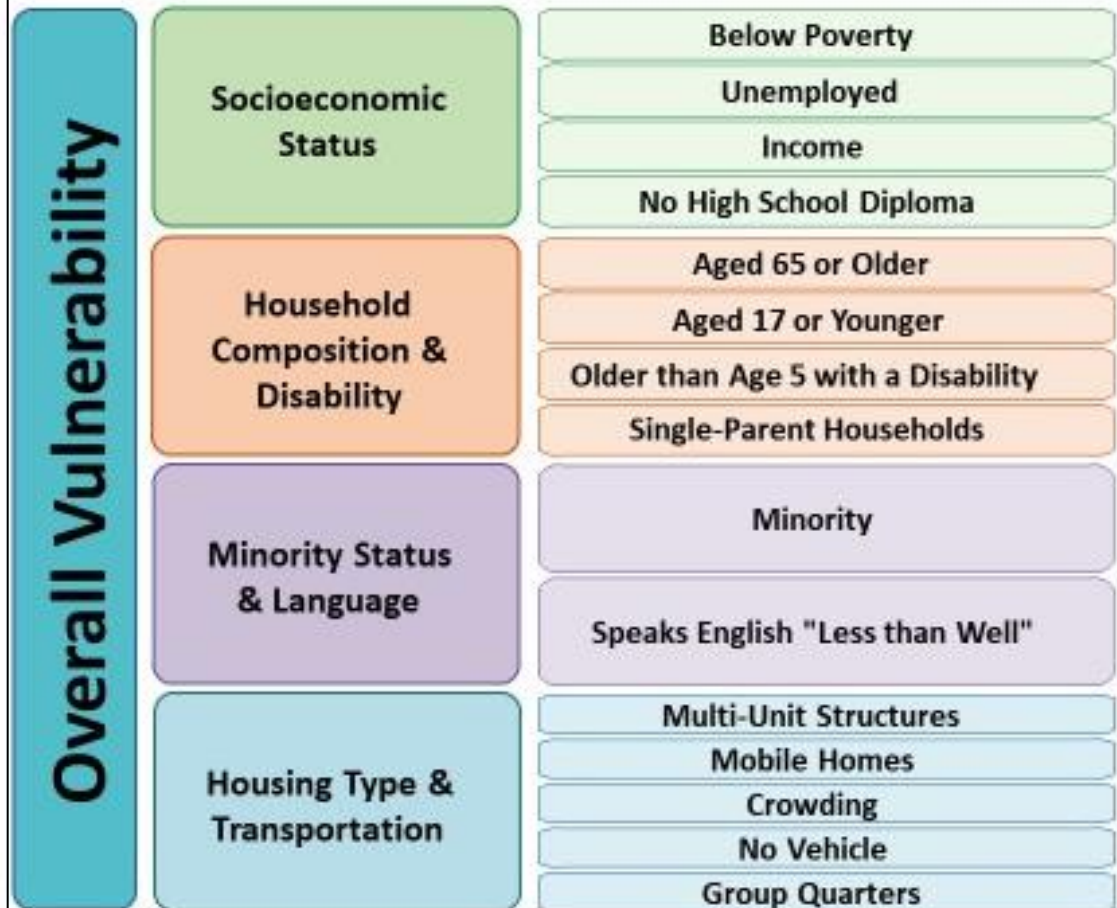 Overall Vulnerability
Socioeconomic
Status
Below Poverty
Unemployed
Income
No High School Diploma
Household
Composition &
Disability
Aged 65 or Older
Aged 17 or Younger
Older than Age 5 with a Disability
Single-Parent Households
Minority Status
& Language
Minority
Speaks English "Less than Well"
Housing Type &
Transportation
Multi-Unit Structures
Mobile Homes
Crowding
No Vehicle
Group Quarters